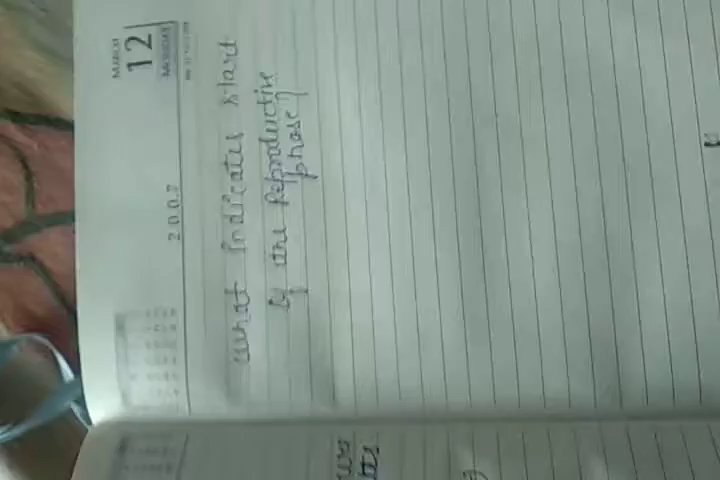 MARCH
12
MONDAY
2007
what indicates start
of the Reproductive
phase?